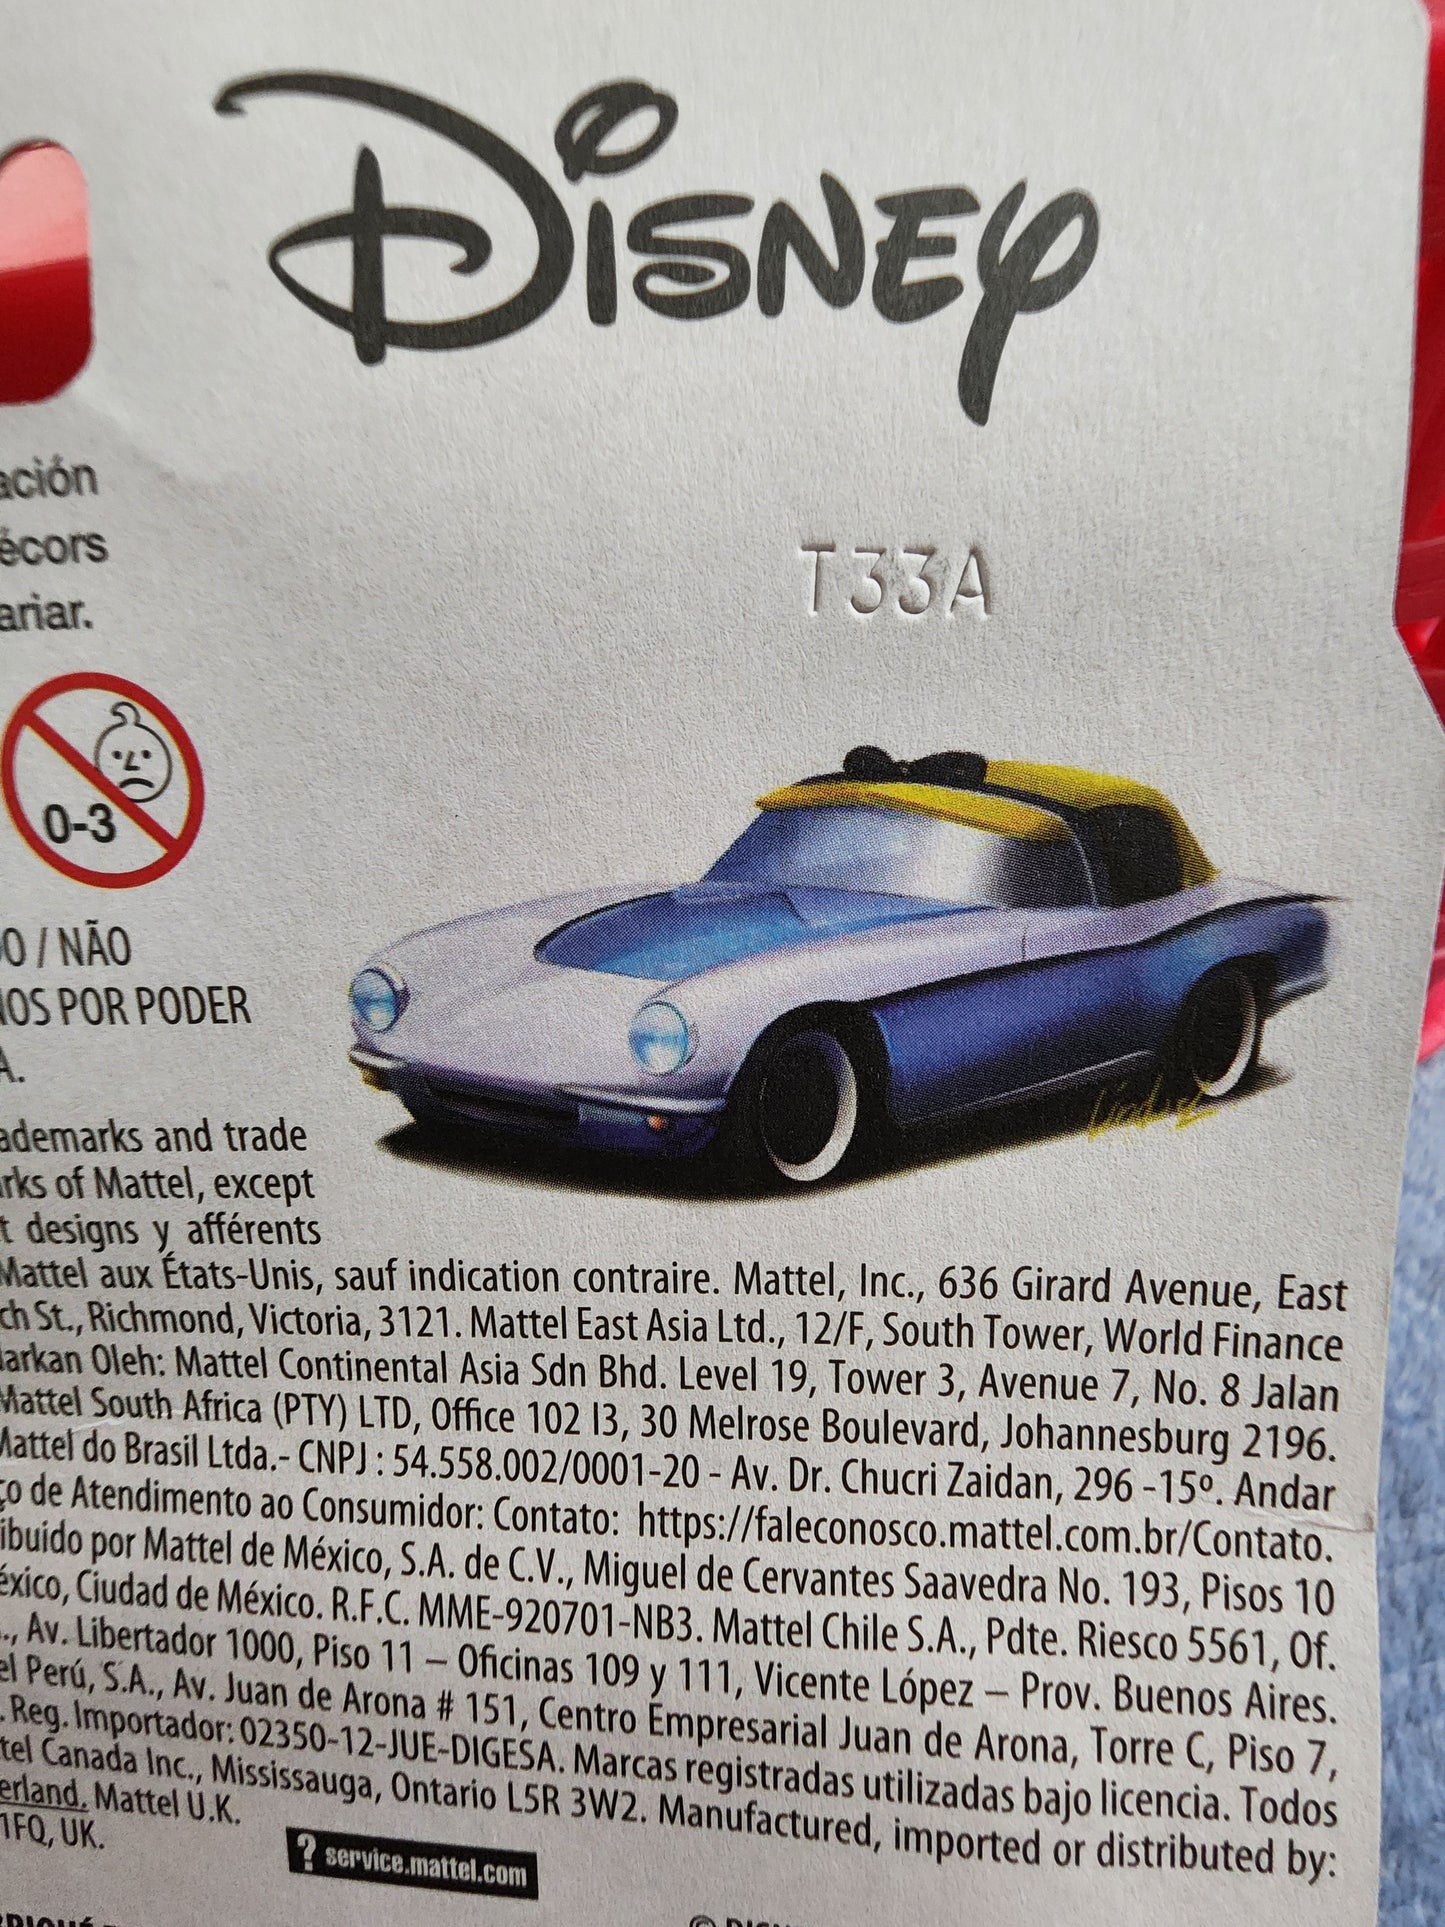 Disney
ación
écors
ariar.
T33A
0-3
O / NÃO
NOS POR PODER
A.
ademarks and trade
rks of Mattel, except
t designs y afférents
Mattel aux États-Unis, sauf indication contraire. Mattel, Inc., 636 Girard Avenue, East
ch St., Richmond, Victoria, 3121. Mattel East Asia Ltd., 12/F, South Tower, World Finance
arkan Oleh: Mattel Continental Asia Sdn Bhd. Level 19, Tower 3, Avenue 7, No. 8 Jalan
Mattel South Africa (PTY) LTD, Office 102 I3, 30 Melrose Boulevard, Johannesburg 2196.
Mattel do Brasil Ltda.- CNPJ : 54.558.002/0001-20 - Av. Dr. Chucri Zaidan, 296 -15º. Andar
ço de Atendimento ao Consumidor: Contato: https://faleconosco.mattel.com.br/Contato.
ibuido por Mattel de México, S.A. de C.V., Miguel de Cervantes Saavedra No. 193, Pisos 10
éxico, Ciudad de México. R.F.C. MME-920701-NB3. Mattel Chile S.A., Pdte. Riesco 5561, Of.
., Av. Libertador 1000, Piso 11 – Oficinas 109 y 111, Vicente López – Prov. Buenos Aires.
el Perú, S.A., Av. Juan de Arona # 151, Centro Empresarial Juan de Arona, Torre C, Piso 7,
. Reg. Importador: 02350-12-JUE-DIGESA. Marcas registradas utilizadas bajo licencia. Todos
tel Canada Inc., Mississauga, Ontario L5R 3W2. Manufactured, imported or distributed by:
erland. Mattel U.K.
1FQ, UK.
? service.mattel.com